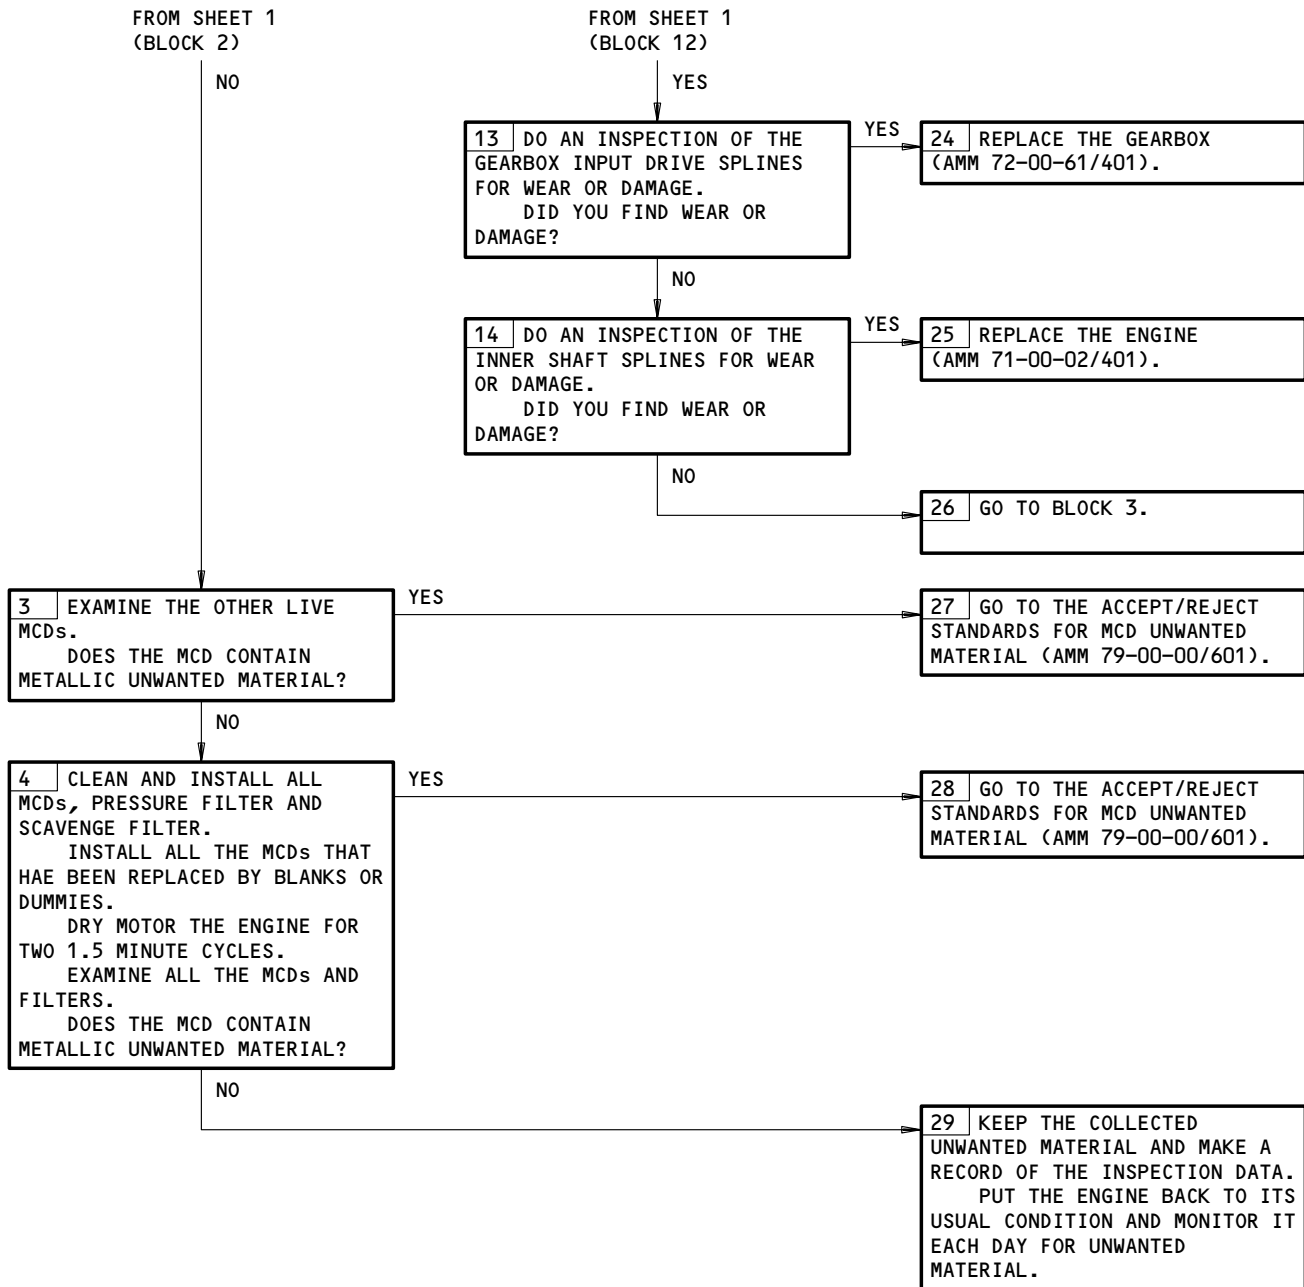 FROM SHEET 1
(BLOCK 2)
NO
FROM SHEET 1
(BLOCK 12)
YES
13 DO AN INSPECTION OF THE
GEARBOX INPUT DRIVE SPLINES
FOR WEAR OR DAMAGE.
DID YOU FIND WEAR OR
DAMAGE?
YES
24 REPLACE THE GEARBOX
(AMM 72-00-61/401).
NO
14 DO AN INSPECTION OF THE
INNER SHAFT SPLINES FOR WEAR
OR DAMAGE.
DID YOU FIND WEAR OR
DAMAGE?
YES
25 REPLACE THE ENGINE
(AMM 71-00-02/401).
NO
26 GO TO BLOCK 3.
3 EXAMINE THE OTHER LIVE
MCDs.
DOES THE MCD CONTAIN
METALLIC UNWANTED MATERIAL?
YES
27 GO TO THE ACCEPT/REJECT
STANDARDS FOR MCD UNWANTED
MATERIAL (AMM 79-00-00/601).
NO
4 CLEAN AND INSTALL ALL
MCDs, PRESSURE FILTER AND
SCAVENGE FILTER.
INSTALL ALL THE MCDs THAT
HAE BEEN REPLACED BY BLANKS OR
DUMMIES.
DRY MOTOR THE ENGINE FOR
TWO 1.5 MINUTE CYCLES.
EXAMINE ALL THE MCDs AND
FILTERS.
DOES THE MCD CONTAIN
METALLIC UNWANTED MATERIAL?
YES
28 GO TO THE ACCEPT/REJECT
STANDARDS FOR MCD UNWANTED
MATERIAL (AMM 79-00-00/601).
NO
29 KEEP THE COLLECTED
UNWANTED MATERIAL AND MAKE A
RECORD OF THE INSPECTION DATA.
PUT THE ENGINE BACK TO ITS
USUAL CONDITION AND MONITOR IT
EACH DAY FOR UNWANTED
MATERIAL.